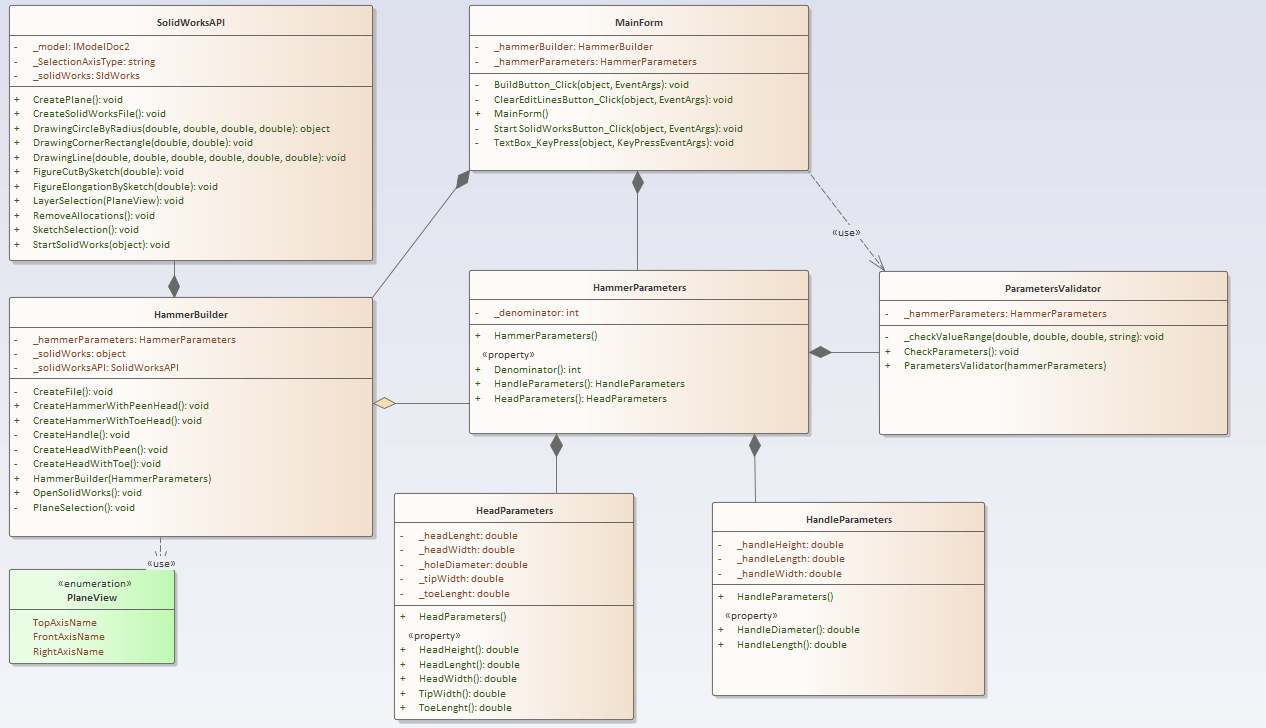 SolidWorksAPI
- _model: IModelDoc2
- _SelectionAxisType: string
- _solidWorks: SldWorks
+ CreatePlane(): void
+ CreateSolidWorksFile(): void
+ DrawingCircleByRadius(double, double, double, double): object
+ DrawingCornerRectangle(double, double): void
+ DrawingLine(double, double, double, double, double, double): void
+ FigureCutBySketch(double): void
+ FigureElongationBySketch(double): void
+ LayerSelection(PlaneView): void
+ RemoveAllocations(): void
+ SketchSelection(): void
+ StartSolidWorks(object): void
MainForm
- _hammerBuilder: HammerBuilder
- _hammerParameters: HammerParameters
- BuildButton_Click(object, EventArgs): void
- ClearEditLinesButton_Click(object, EventArgs): void
+ MainForm()
- Start SolidWorksButton_Click(object, EventArgs): void
- TextBox_KeyPress(object, KeyPressEventArgs): void
«use»
HammerBuilder
- _hammerParameters: HammerParameters
- _solidWorks: object
- _solidWorksAPI: SolidWorksAPI
- CreateFile(): void
+ CreateHammerWithPeenHead(): void
+ CreateHammerWithToeHead(): void
- CreateHandle(): void
- CreateHeadWithPeen(): void
- CreateHeadWithToe(): void
+ HammerBuilder(HammerParameters)
+ OpenSolidWorks(): void
- PlaneSelection(): void
HammerParameters
- _denominator: int
+ HammerParameters()
«property»
+ Denominator(): int
+ HandleParameters(): HandleParameters
+ HeadParameters(): HeadParameters
ParametersValidator
- _hammerParameters: HammerParameters
- _checkValueRange(double, double, double, string): void
+ CheckParameters(): void
+ ParametersValidator(hammerParameters)
«use»
«enumeration»
PlaneView
TopAxisName
FrontAxisName
RightAxisName
HeadParameters
- _headLenght: double
- _headWidth: double
- _holeDiameter: double
- _tipWidth: double
- _toeLenght: double
+ HeadParameters()
«property»
+ HeadHeight(): double
+ HeadLenght(): double
+ HeadWidth(): double
+ TipWidth(): double
+ ToeLenght(): double
HandleParameters
- _handleHeight: double
- _handleLength: double
- _handleWidth: double
+ HandleParameters()
«property»
+ HandleDiameter(): double
+ HandleLength(): double